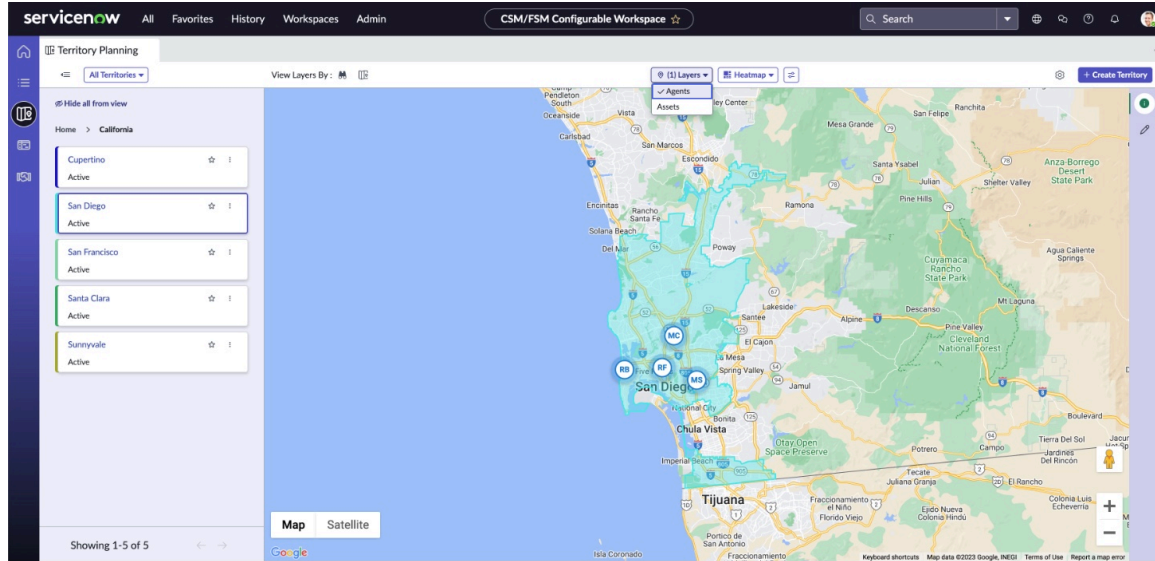 servicenow
All Favorites History Workspaces Admin
CSM/FSM Configurable Workspace
Search
Territory Planning
All Territories
View Layers By :
(1) Layers
Heatmap
+ Create Territory
✓ Agents
Assets
Hide all from view
Home > California
Cupertino
Active
San Diego
Active
San Francisco
Active
Santa Clara
Active
Sunnyvale
Active
Showing 1-5 of 5
Pendleton
South
Oceanside
Vista
ley Center
Carlsbad
San Marcos
Escondido
Mesa Grande
San Felipe
Ranchita
Santa Ysabel
Julian
Shelter Valley
Anza-Borrego
Desert
State Park
Encinitas
Rancho
Santa Fe
Ramona
Pine Hills
Solana Beach
Del Mar
Poway
Cuyamaca
Rancho
State Park
Agua Caliente
Springs
Lakeside
Santee
Alpine
Descanso
Mt Laguna
Pine Valley
Cleveland
National Forest
El Cajon
MC
RB
RF
MS
a Mesa
Spring Valley
San Dieg
Jamul
National City
Bonita
Chula Vista
Otay Open
Space Preserve
Imperial Beach
Boulevard
Potrero
Campo
Tierra Del Sol
Jardines
Del Rincón
Tecate
Juliana Granja
El Rancho
Tijuana
Fraccionamiento
el Niño
Florido Viejo
Ejido Nueva
Colonia Hindú
Colonia Luis
Echeverria
Portico de
San Antonio
Isla Coronado
Fraccionamiento
Map Satellite
Google
Keyboard shortcuts Map data ©2023 Google, INEGI Terms of Use Report a map error